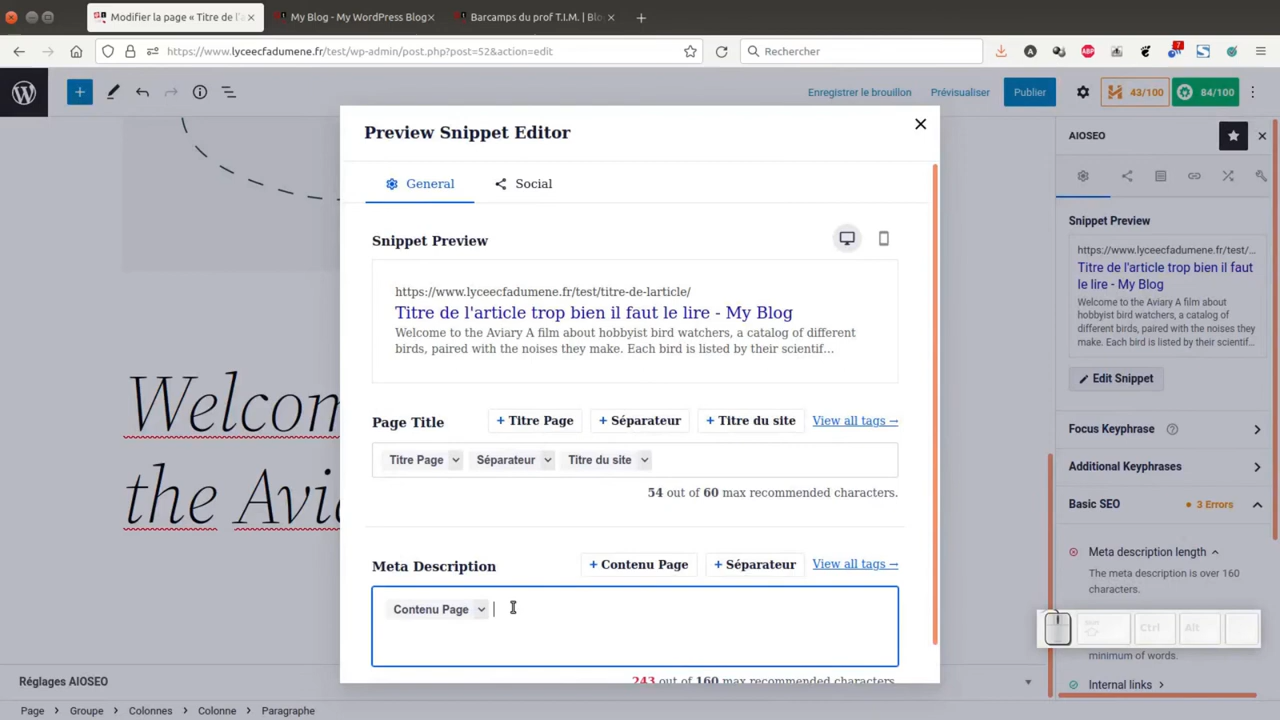 Modifier la page « Titre de l'a
My Blog - My WordPress Blog
Barcamps du prof T.I.M. | Blo
https://www.lyceecfadumene.fr/test/wp-admin/post.php?post=52&action=edit
Rechercher
ABP
7
Enregistrer le brouillon
Prévisualiser
Publier
43/100
84/100
Preview Snippet Editor
AIOSEO
General
Social
Snippet Preview
https://www.lyceecfadumene.fr/test/titre-de-larticle/
Titre de l'article trop bien il faut le lire - My Blog
Welcome to the Aviary A film about hobbyist bird watchers, a catalog of different
birds, paired with the noises they make. Each bird is listed by their scientif...
Page Title
+ Titre Page
+ Séparateur
+ Titre du site
View all tags →
Titre Page
Séparateur
Titre du site
54 out of 60 max recommended characters.
Meta Description
+ Contenu Page
+ Séparateur
View all tags →
Contenu Page
243 out of 160 max recommended characters.
Snippet Preview
https://www.lyceecfadumene.fr/test/...
Titre de l'article trop bien il faut
le lire - My Blog
Welcome to the Aviary A film about
hobbyist bird watchers, a catalog of
different birds, paired with the noises
they make. Each bird is listed by their scientif...
Edit Snippet
Focus Keyphrase
Additional Keyphrases
Basic SEO
3 Errors
Meta description length
The meta description is over 160
characters.
Ctrl
Alt
minimum of words.
Internal links
Welcom
the Avia
Réglages AIOSEO
Page
Groupe
Colonnes
Colonne
Paragraphe